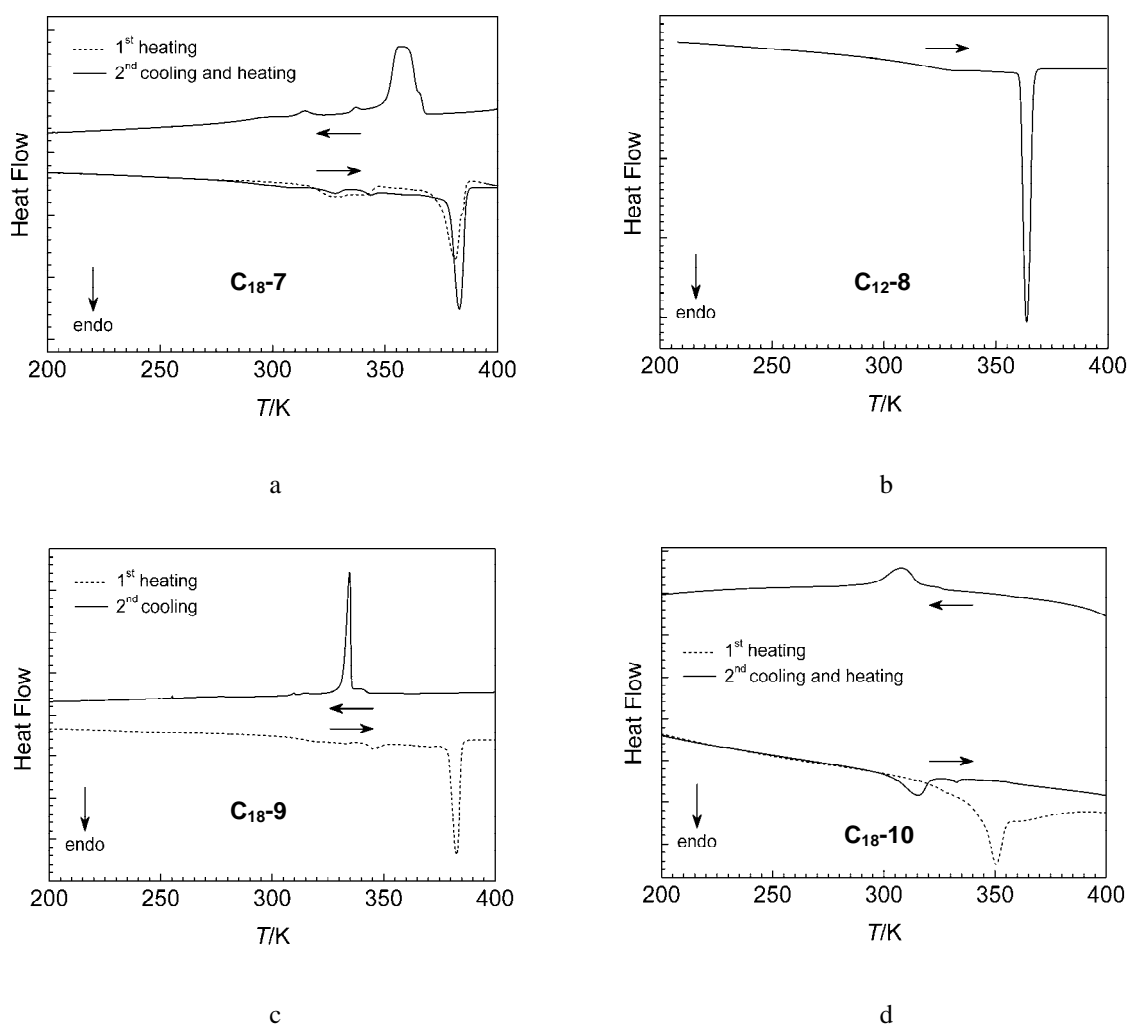 1st heating
2nd cooling and heating
Heat Flow
C18-7
endo
200 250 300 350 400
T/K
a
Heat Flow
C12-8
endo
200 250 300 350 400
T/K
b
1st heating
2nd cooling
Heat Flow
C18-9
endo
200 250 300 350 400
T/K
c
1st heating
2nd cooling and heating
Heat Flow
C18-10
endo
200 250 300 350 400
T/K
d